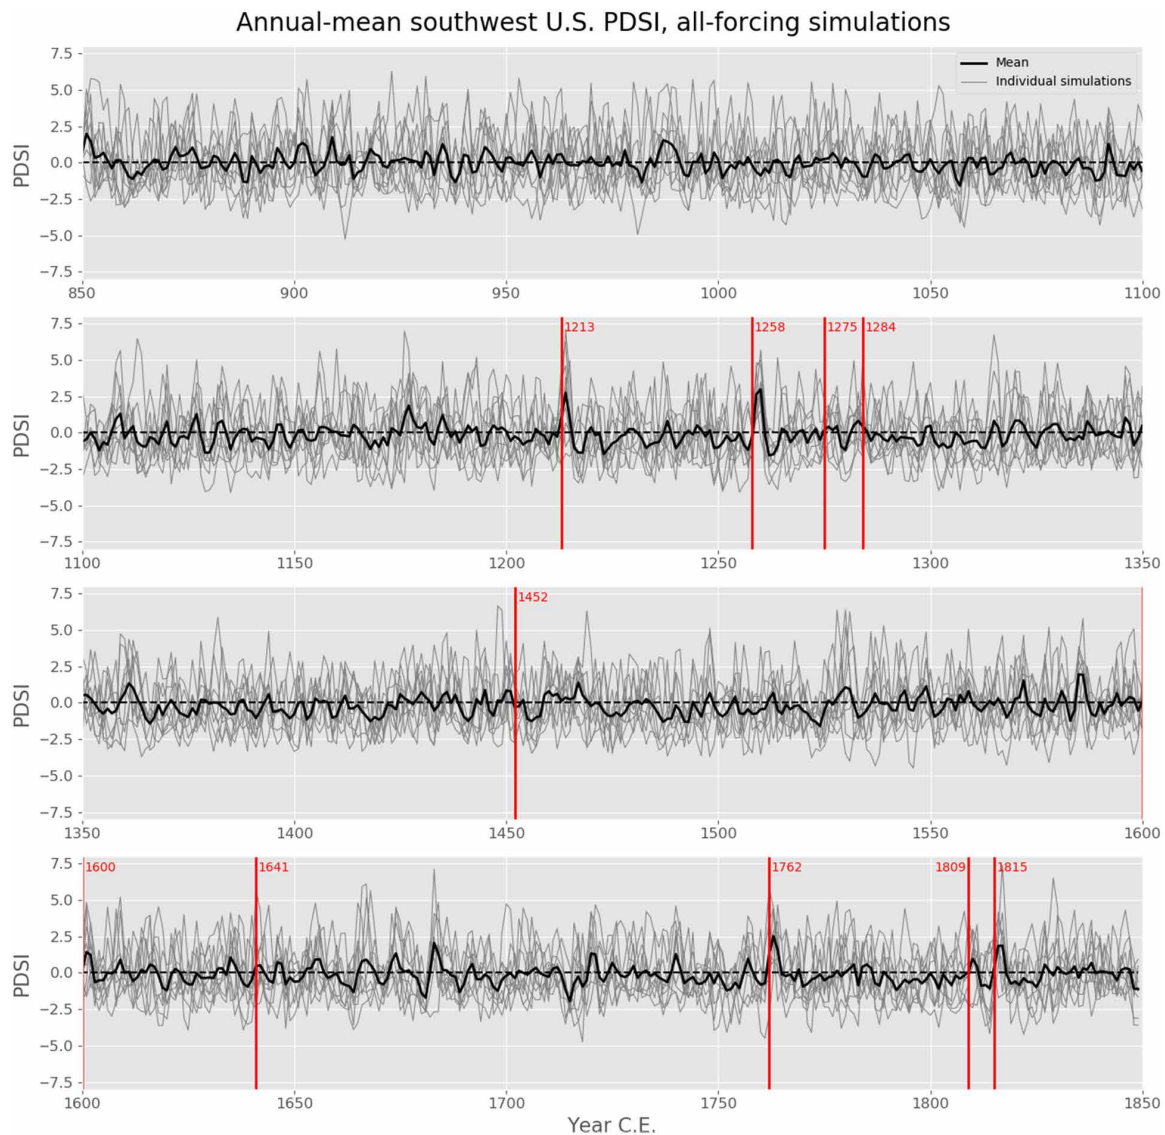 Annual-mean southwest U.S. PDSI, all-forcing simulations
7.5
5.0
2.5
0.0
−2.5
−5.0
−7.5
PDSI
Mean
Individual simulations
850 900 950 1000 1050 1100
7.5
5.0
2.5
0.0
−2.5
−5.0
−7.5
PDSI
1213 1258 1275 1284
1100 1150 1200 1250 1300 1350
7.5
5.0
2.5
0.0
−2.5
−5.0
−7.5
PDSI
1452
1350 1400 1450 1500 1550 1600
7.5
5.0
2.5
0.0
−2.5
−5.0
−7.5
PDSI
1600 1641 1762 1809 1815
1600 1650 1700 1750 1800 1850
Year C.E.